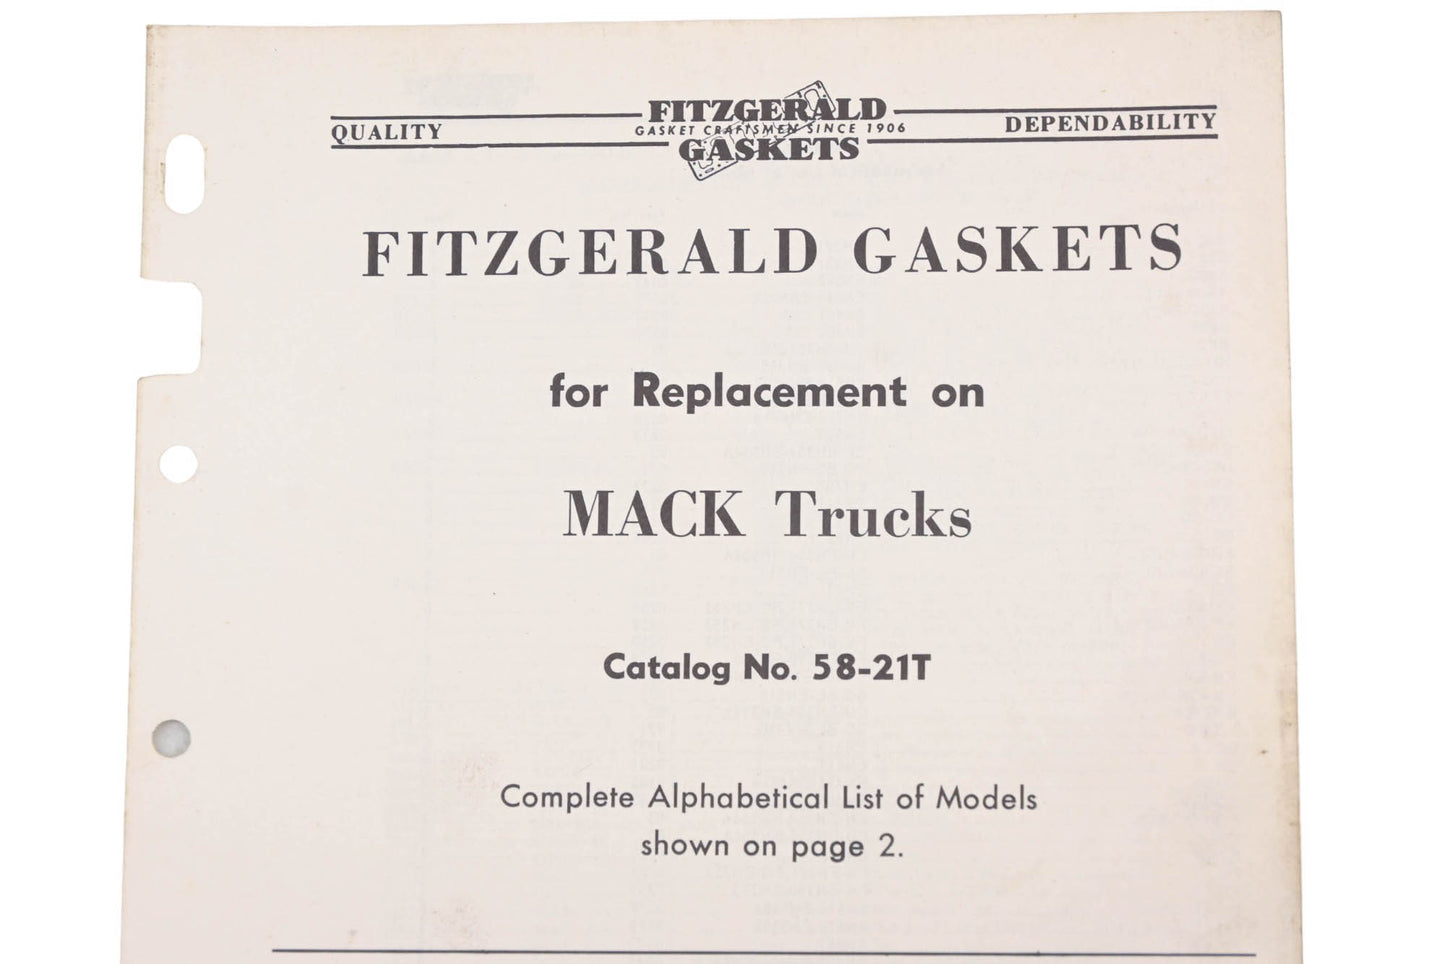 FITZGERALD
QUALITY
GASKET CRAFTSMEN SINCE 1906
DEPENDABILITY
GASKETS
FITZGERALD GASKETS
for Replacement on
MACK Trucks
Catalog No. 58-21T
Complete Alphabetical List of Models
shown on page 2.